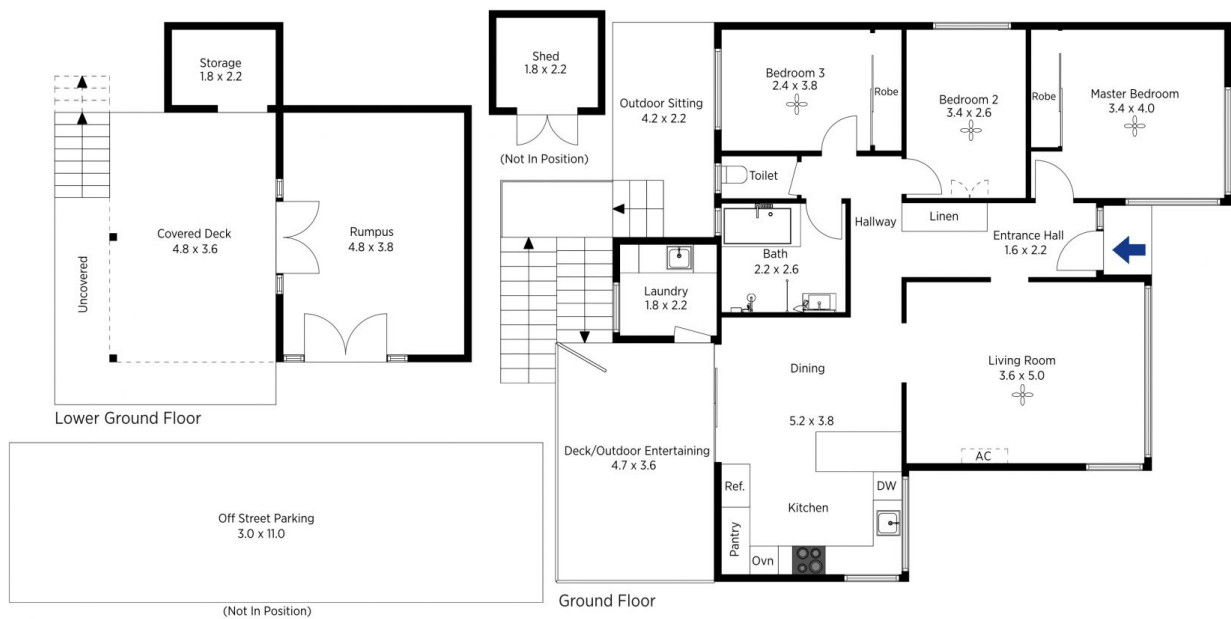 Storage
1.8 x 2.2
Covered Deck
4.8 x 3.6
Uncovered
Rumpus
4.8 x 3.8
Lower Ground Floor
Off Street Parking
3.0 x 11.0
(Not In Position)
Shed
1.8 x 2.2
(Not In Position)
Outdoor Sitting
4.2 x 2.2
Bedroom 3
2.4 x 3.8
Robe
Bedroom 2
3.4 x 2.6
Robe
Master Bedroom
3.4 x 4.0
Toilet
Hallway
Linen
Entrance Hall
1.6 x 2.2
Bath
2.2 x 2.6
Laundry
1.8 x 2.2
Dining
5.2 x 3.8
Living Room
3.6 x 5.0
AC
Deck/Outdoor Entertaining
4.7 x 3.6
Ref.
DW
Kitchen
Pantry
Ovn
Ground Floor